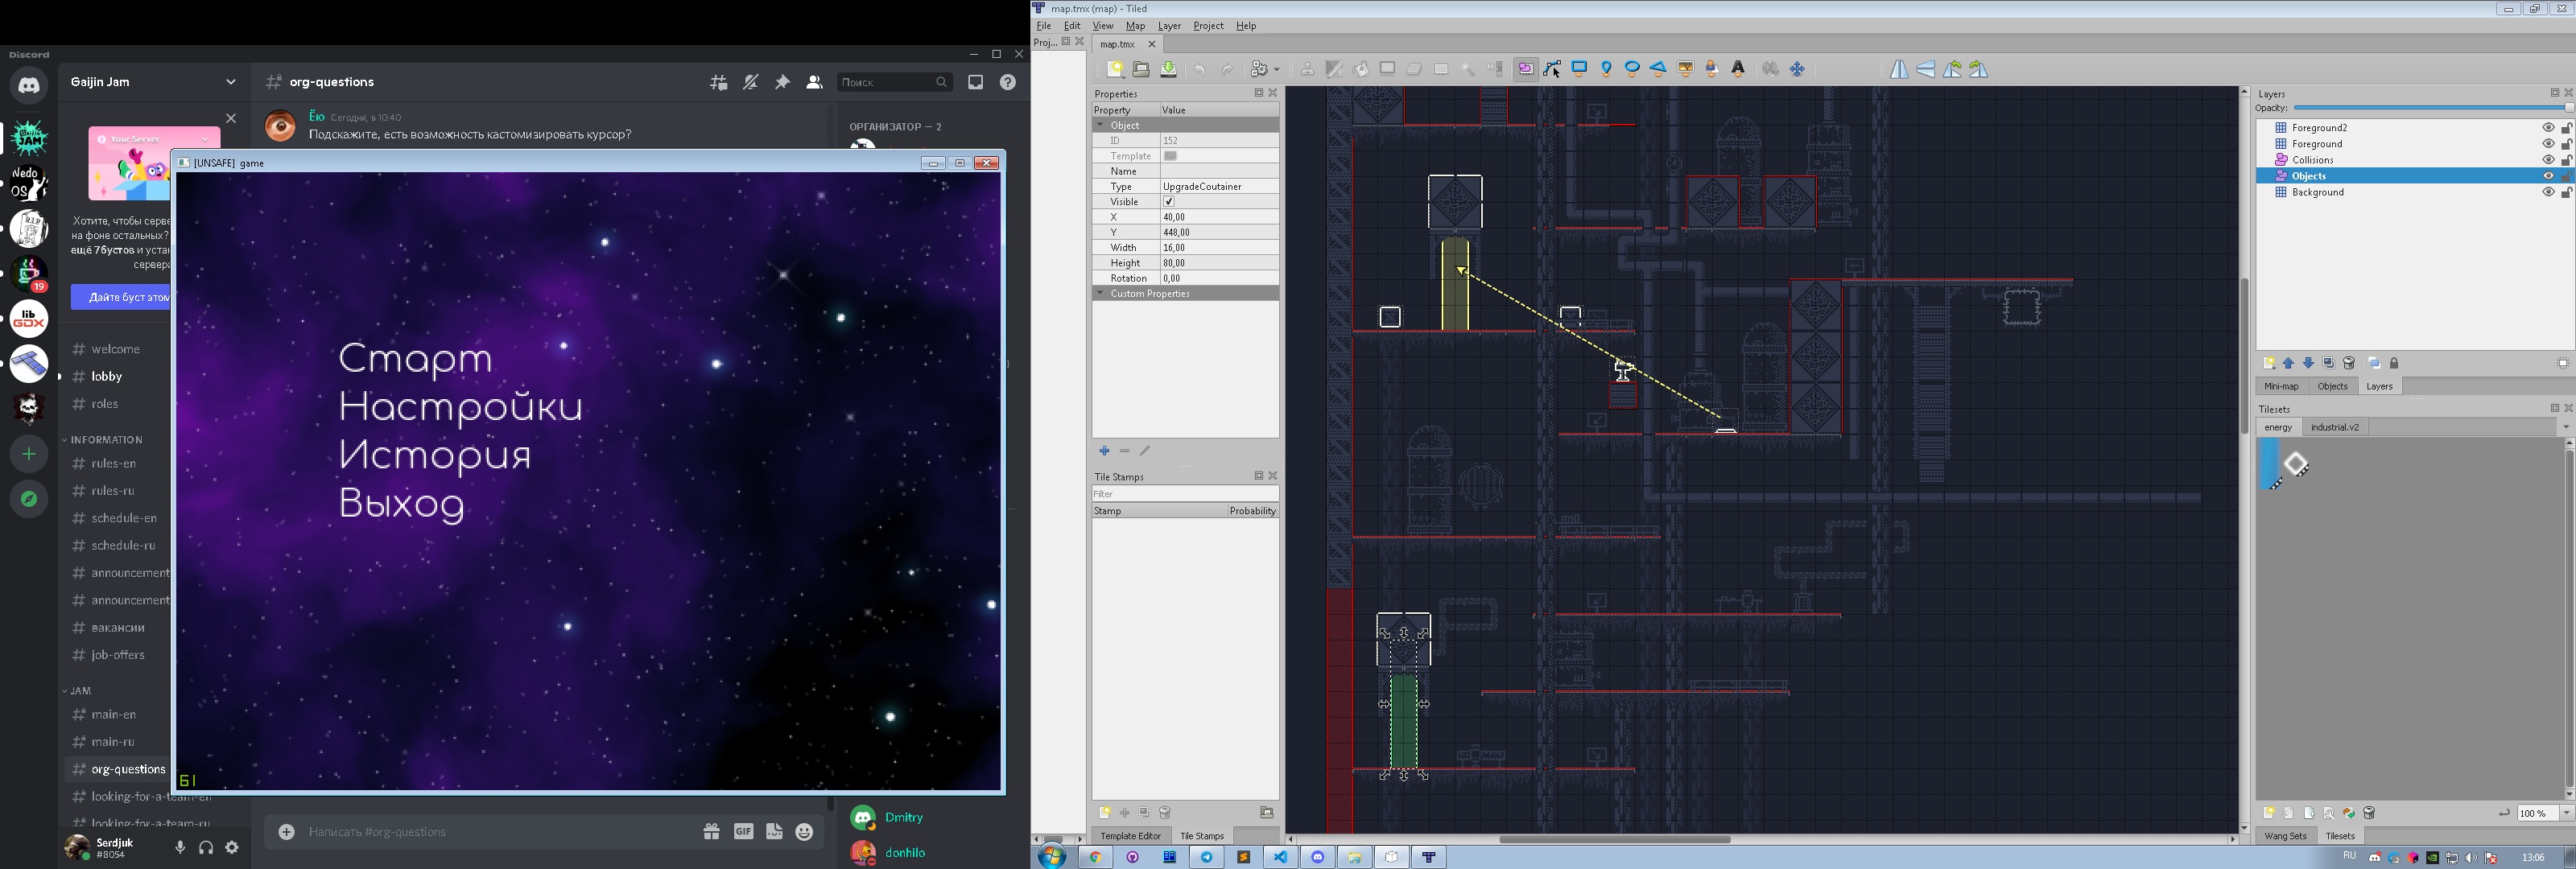 Discord
Gaijin Jam
org-questions
Поиск
Ёю Сегодня, в 10:40
Подскажите, есть возможность кастомизировать курсор?
ОРГАНИЗАТОР — 2
Your Server
Хотите, чтобы серве
на фоне остальных?
ещё 7бустов и устан
сервера
Дайте буст этом
Nedo
OS
R.I.P
19
lib
GDX
welcome
lobby
roles
INFORMATION
rules-en
rules-ru
schedule-en
schedule-ru
announcement
announcement
вакансии
job-offers
JAM
main-en
main-ru
org-questions
looking-for-a-team-en
looking-for-a-team-ru
Serdjuk
#8054
Написать #org-questions
GIF
Dmitry
donhilo
[UNSAFE] game
Старт
Настройки
История
Выход
61
map.tmx (map) - Tiled
File Edit View Map Layer Project Help
Proj...
map.tmx
Properties
Property Value
Object
ID 152
Template
Name
Type UpgradeCoutainer
Visible
X 40,00
Y 448,00
Width 16,00
Height 80,00
Rotation 0,00
Custom Properties
Tile Stamps
Filter
Stamp Probability
Template Editor Tile Stamps
Layers
Opacity:
Foreground2
Foreground
Collisions
Objects
Background
Mini-map Objects Layers
Tilesets
energy industrial.v2
100 %
Wang Sets Tilesets
RU
13:06